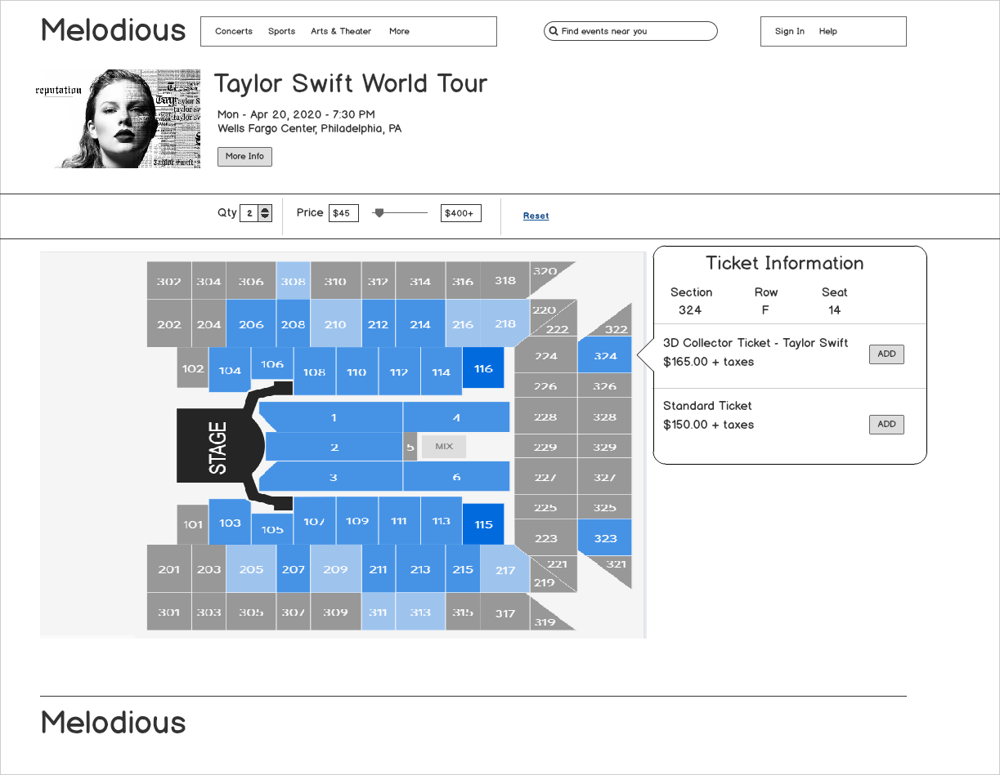 Melodious
Concerts Sports Arts & Theater More
Find events near you
Sign In Help
reputation
Taylor Swift World Tour
Mon - Apr 20, 2020 - 7:30 PM
Wells Fargo Center, Philadelphia, PA
More Info
Qty 2 Price $45 $400+ Reset
302 304 306 308 310 312 314 316 318 320
202 204 206 208 210 212 214 216 218 220
222 322
102 104 106 108 110 112 114 116 224 324
226 326
1 4 228 328
STAGE 2 5 MIX 229 329
3 6 227 327
225 325
101 103 105 107 109 111 113 115 223 323
201 203 205 207 209 211 213 215 217 221 321
219
301 303 305 307 309 311 313 315 317 319
Ticket Information
Section Row Seat
324 F 14
3D Collector Ticket - Taylor Swift
$165.00 + taxes
ADD
Standard Ticket
$150.00 + taxes
ADD
Melodious